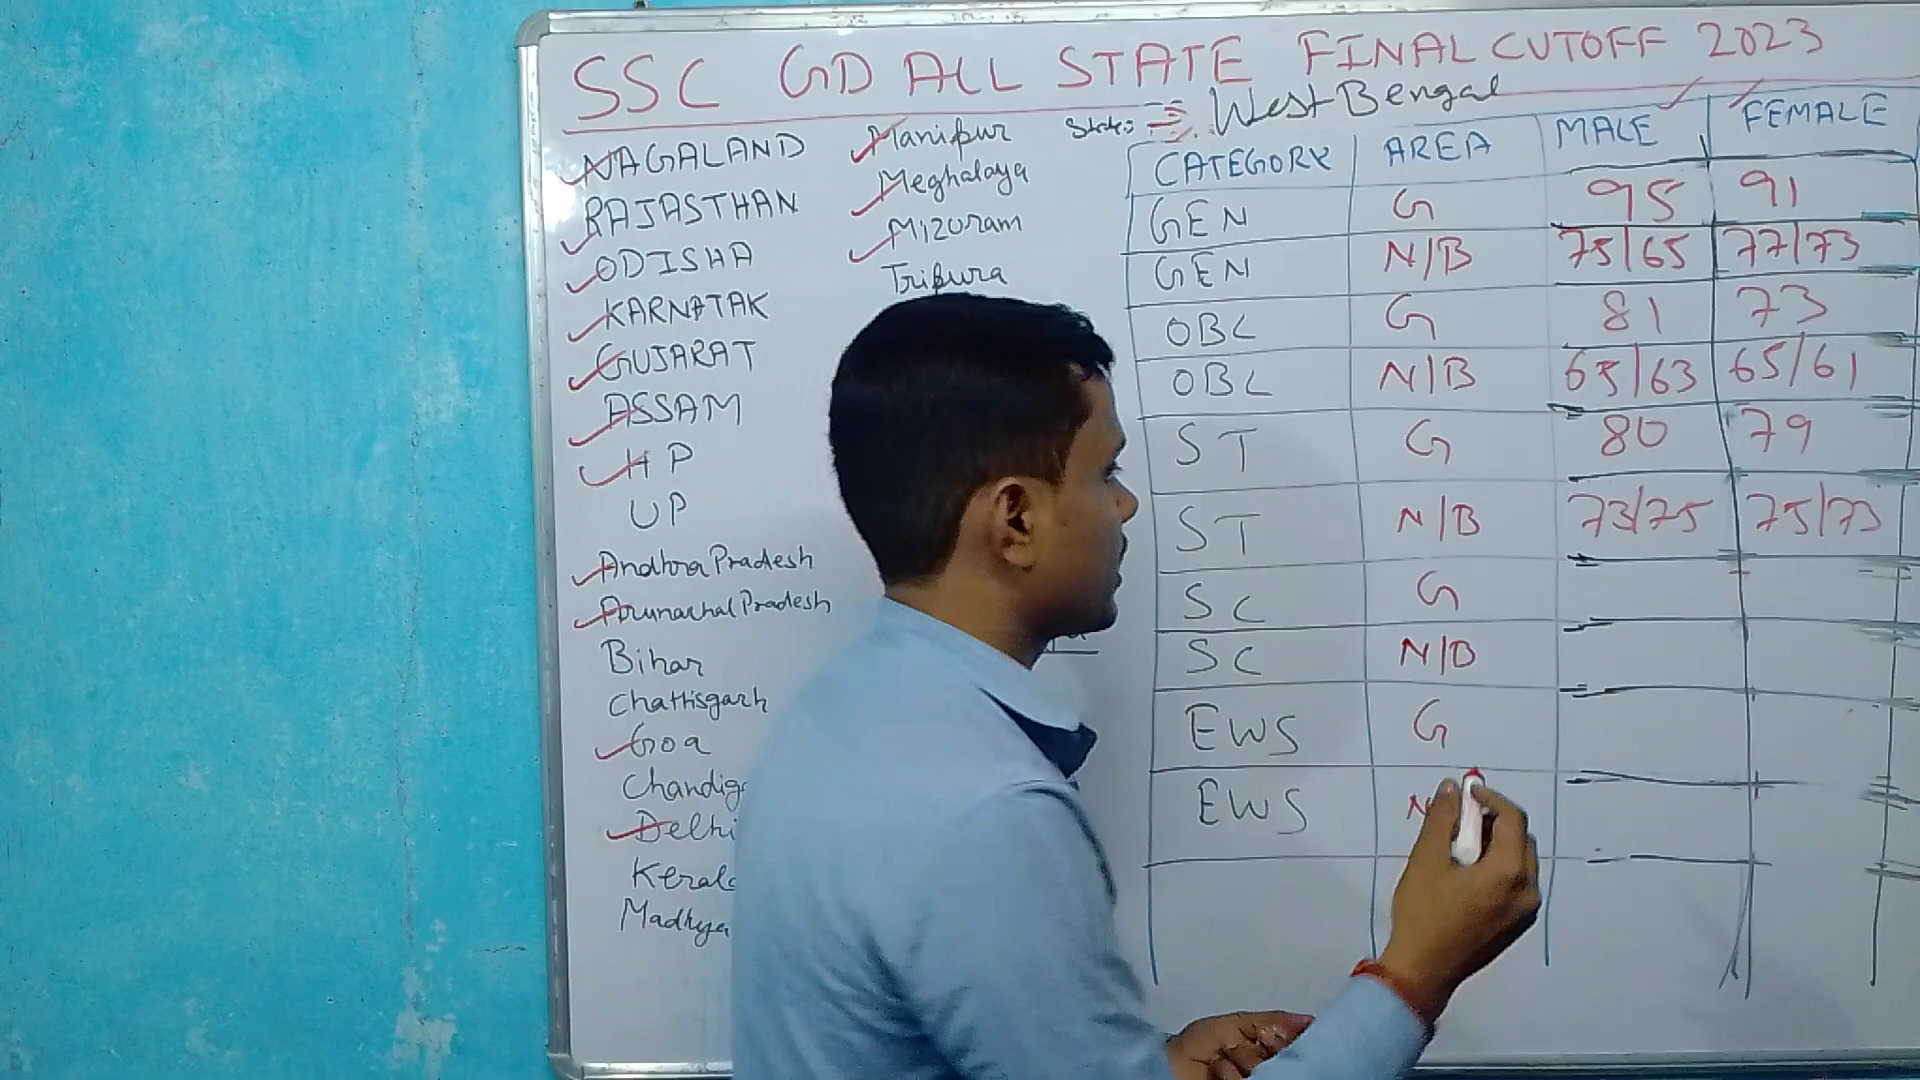 SSC GD ALL STATE FINAL CUTOFF 2023
State:- West Bengal
NAGALAND
RAJASTHAN
ODISHA
KARNATAK
GUJARAT
ASSAM
HP
UP
Andhra Pradesh
Arunachal Pradesh
Bihar
Chattisgarh
Goa
Chandig
Delhi
Kerala
Madhya
Manipur
Meghalaya
Mizoram
Tripura
CATEGORY AREA MALE FEMALE
GEN G 95 91
GEN N/B 75/65 77/73
OBC G 81 73
OBC N/B 65/63 65/61
ST G 80 79
ST N/B 73/75 75/73
SC G
SC N/B
EWS G
EWS N